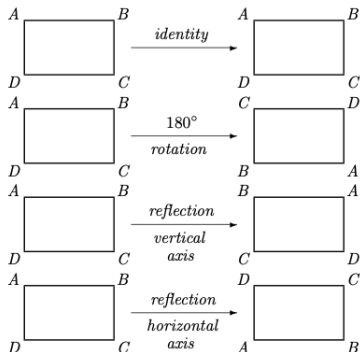 A B A B
identity
D C D C
A B C D
180°
rotation
D C B A
A B B A
reflection
vertical
axis
D C C D
A B D C
reflection
horizontal
axis
D C A B